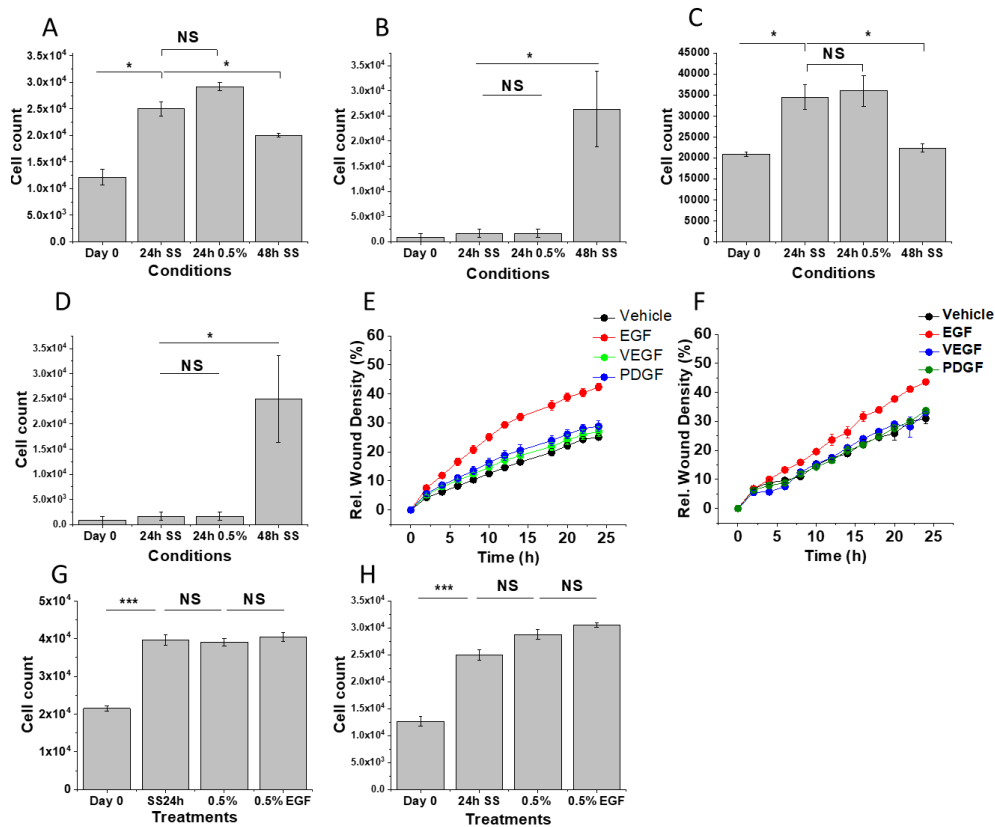 A
NS
*
*
3.5x10⁴
3.0x10⁴
2.5x10⁴
2.0x10⁴
1.5x10⁴
1.0x10⁴
5.0x10³
0.0
Cell count
Day 0 24h SS 24h 0.5% 48h SS
Conditions
B
*
NS
3.5x10⁴
3.0x10⁴
2.5x10⁴
2.0x10⁴
1.5x10⁴
1.0x10⁴
5.0x10³
0.0
Cell count
Day 0 24h SS 24h 0.5% 48h SS
Conditions
C
*
*
NS
45000
40000
35000
30000
25000
20000
15000
10000
5000
0
Cell count
Day 0 24h SS 24h 0.5% 48h SS
Conditions
D
*
NS
3.5x10⁴
3.0x10⁴
2.5x10⁴
2.0x10⁴
1.5x10⁴
1.0x10⁴
5.0x10³
0.0
Cell count
Day 0 24h SS 24h 0.5% 48h SS
Conditions
E
Vehicle
EGF
VEGF
PDGF
60
50
40
30
20
10
0
Rel. Wound Density (%)
0 5 10 15 20 25
Time (h)
F
Vehicle
EGF
VEGF
PDGF
60
50
40
30
20
10
0
Rel. Wound Density (%)
0 5 10 15 20 25
Time (h)
G
*** NS NS
5x10⁴
4x10⁴
3x10⁴
2x10⁴
1x10⁴
0
Cell count
Day 0 SS24h 0.5% 0.5% EGF
Treatments
H
*** NS NS
3.5x10⁴
3.0x10⁴
2.5x10⁴
2.0x10⁴
1.5x10⁴
1.0x10⁴
5.0x10³
0.0
Cell count
Day 0 24h SS 0.5% 0.5% EGF
Treatments